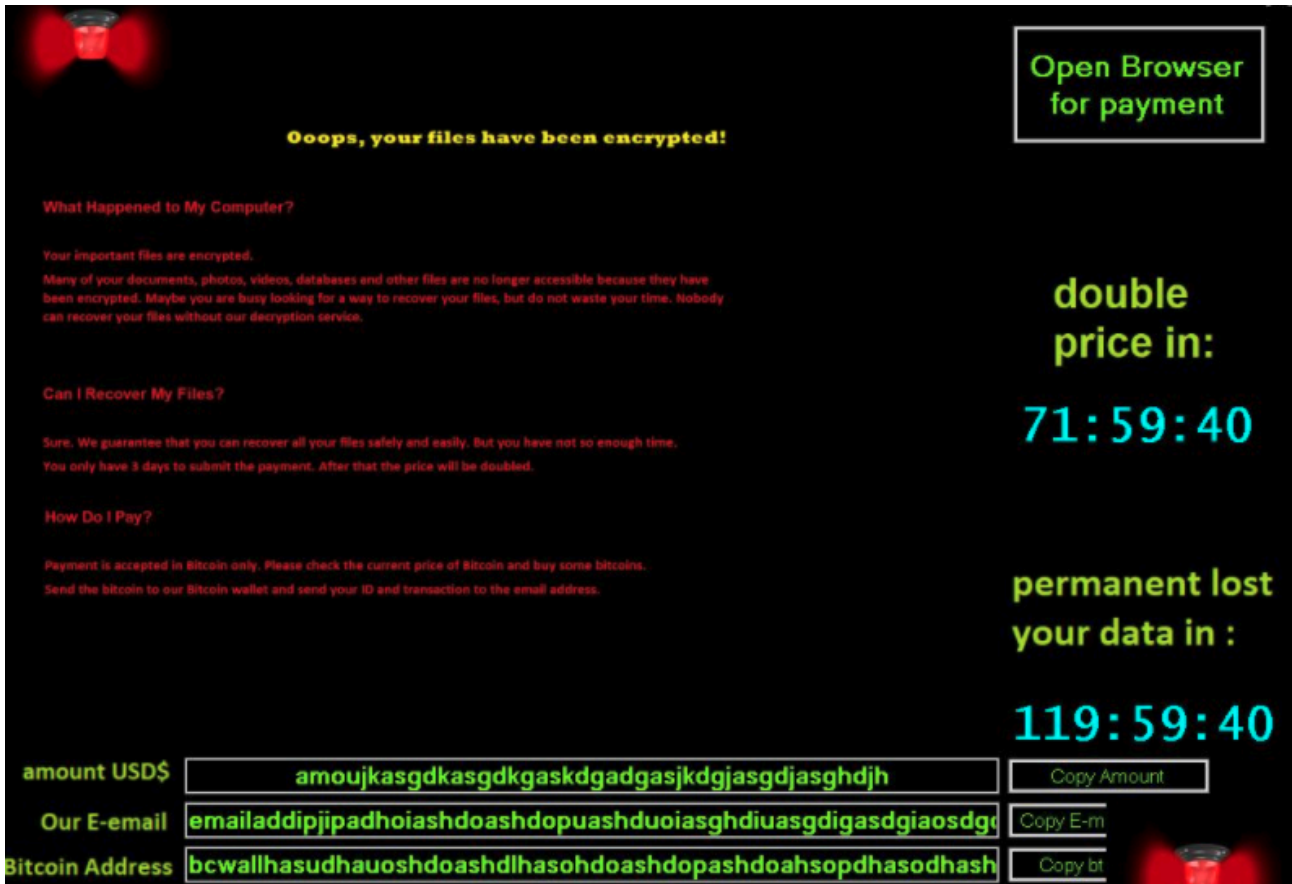 Open Browser
for payment
Ooops, your files have been encrypted!
What Happened to My Computer?
Your important files are encrypted.
Many of your documents, photos, videos, databases and other files are no longer accessible because they have
been encrypted. Maybe you are busy looking for a way to recover your files, but do not waste your time. Nobody
can recover your files without our decryption service.
double
price in:
Can I Recover My Files?
71:59:40
Sure. We guarantee that you can recover all your files safely and easily. But you have not so enough time.
You only have 3 days to submit the payment. After that the price will be doubled.
How Do I Pay?
Payment is accepted in Bitcoin only. Please check the current price of Bitcoin and buy some bitcoins.
Send the bitcoin to our Bitcoin wallet and send your ID and transaction to the email address.
permanent lost
your data in :
119:59:40
amount USD$ amoujkasgdkasgdkgaskdgadgasjkdgjasgdjasghdjh Copy Amount
Our E-email emailaddipjipadhoiashdoashdopuashduoiasghdiuasgdigasdgiaosdg Copy E-m
Bitcoin Address bcwallhasudhauoshdoashdlhasohdoashdopashdoahsopdhasodhash Copy bt